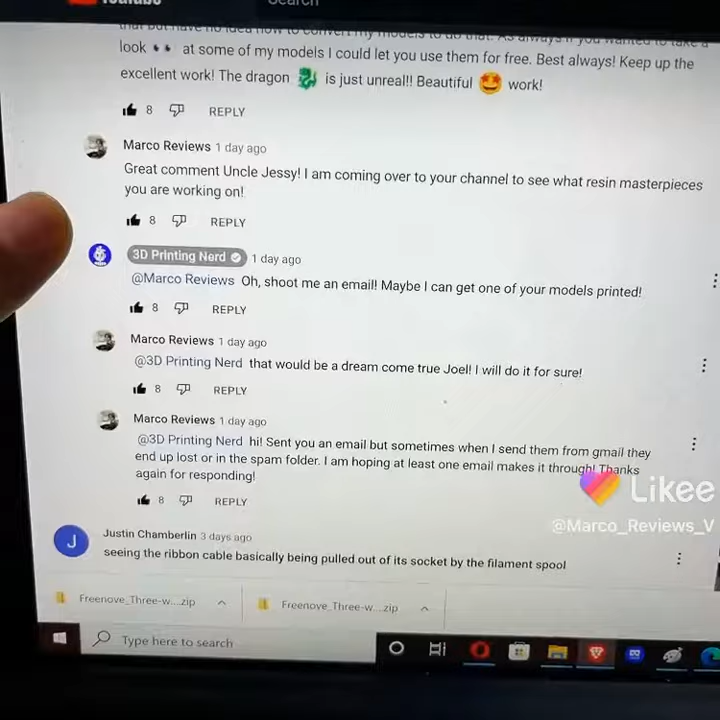 YouTube
Search
that but have no idea how to convert my models to do that. As always if you wanted to take a
look 👀 at some of my models I could let you use them for free. Best always! Keep up the
excellent work! The dragon 🐉 is just unreal!! Beautiful 🤩 work!
8 REPLY
Marco Reviews 1 day ago
Great comment Uncle Jessy! I am coming over to your channel to see what resin masterpieces
you are working on!
8 REPLY
3D Printing Nerd 1 day ago
@Marco Reviews Oh, shoot me an email! Maybe I can get one of your models printed!
8 REPLY
Marco Reviews 1 day ago
@3D Printing Nerd that would be a dream come true Joel! I will do it for sure!
8 REPLY
Marco Reviews 1 day ago
@3D Printing Nerd hi! Sent you an email but sometimes when I send them from gmail they
end up lost or in the spam folder. I am hoping at least one email makes it through! Thanks
again for responding!
8 REPLY
Likee
@Marco_Reviews_V
J
Justin Chamberlin 3 days ago
seeing the ribbon cable basically being pulled out of its socket by the filament spool
Freenove_Three-w....zip
Freenove_Three-w....zip
Type here to search